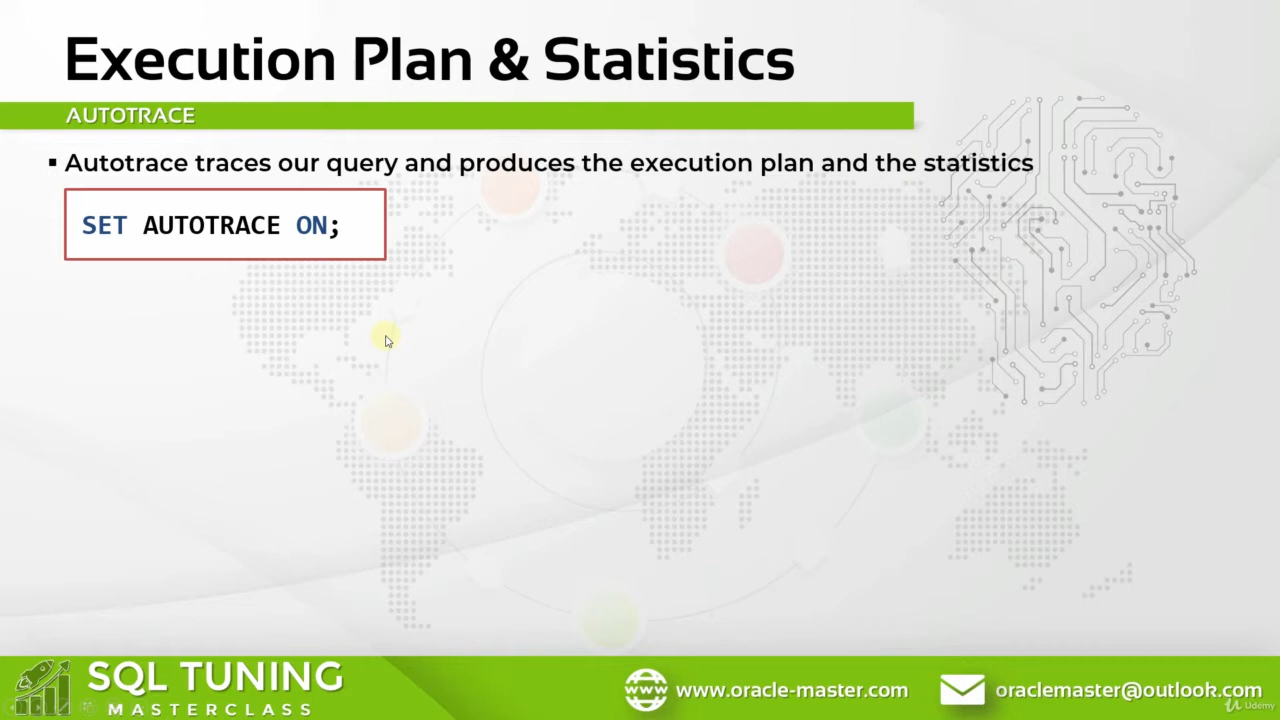 Execution Plan & Statistics
AUTOTRACE
▪ Autotrace traces our query and produces the execution plan and the statistics
SET AUTOTRACE ON;
SQL TUNING
MASTERCLASS
www
www.oracle-master.com
oraclemaster@outlook.com
Udemy